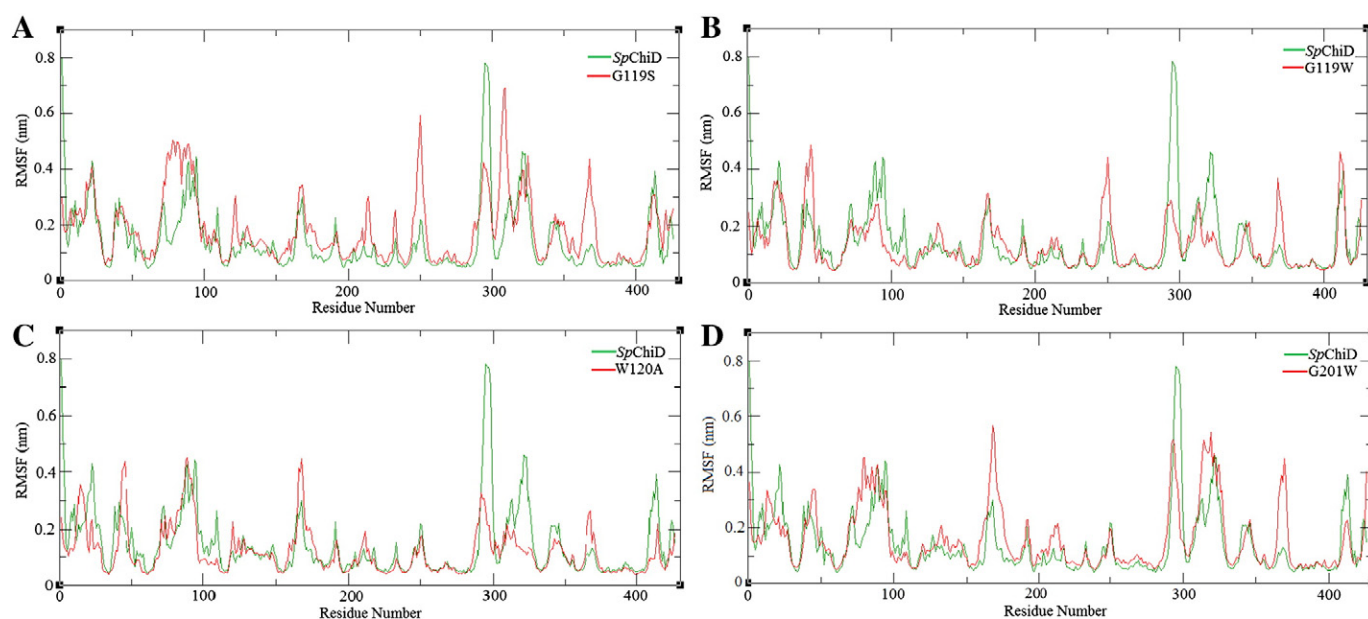 A
SpChiD
G119S
RMSF (nm)
0.8
0.6
0.4
0.2
0
0 100 200 300 400
Residue Number
B
SpChiD
G119W
RMSF (nm)
0.8
0.6
0.4
0.2
0
0 100 200 300 400
Residue Number
C
SpChiD
W120A
RMSF (nm)
0.8
0.6
0.4
0.2
0
0 100 200 300 400
Residue Number
D
SpChiD
G201W
RMSF (nm)
0.8
0.6
0.4
0.2
0
0 100 200 300 400
Residue Number